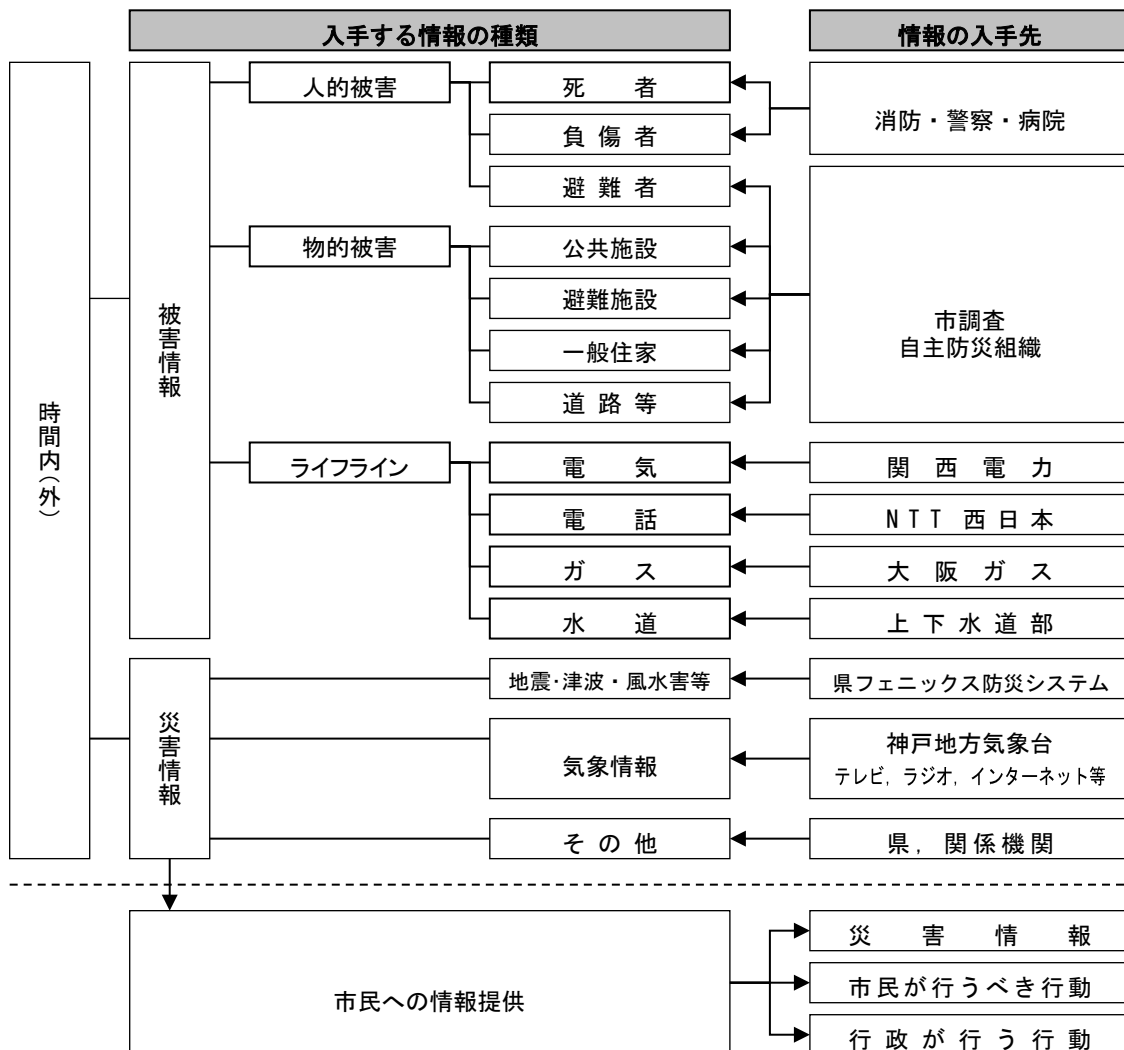 入手する情報の種類
情報の入手先
時間内（外）
被害情報
人的被害
死者
負傷者
避難者
消防・警察・病院
物的被害
公共施設
避難施設
一般住家
道路等
市調査
自主防災組織
ライフライン
電気
関西電力
電話
NTT西日本
ガス
大阪ガス
水道
上下水道部
災害情報
地震・津波・風水害等
県フェニックス防災システム
気象情報
神戸地方気象台
テレビ，ラジオ，インターネット等
その他
県，関係機関
市民への情報提供
災害情報
市民が行うべき行動
行政が行う行動